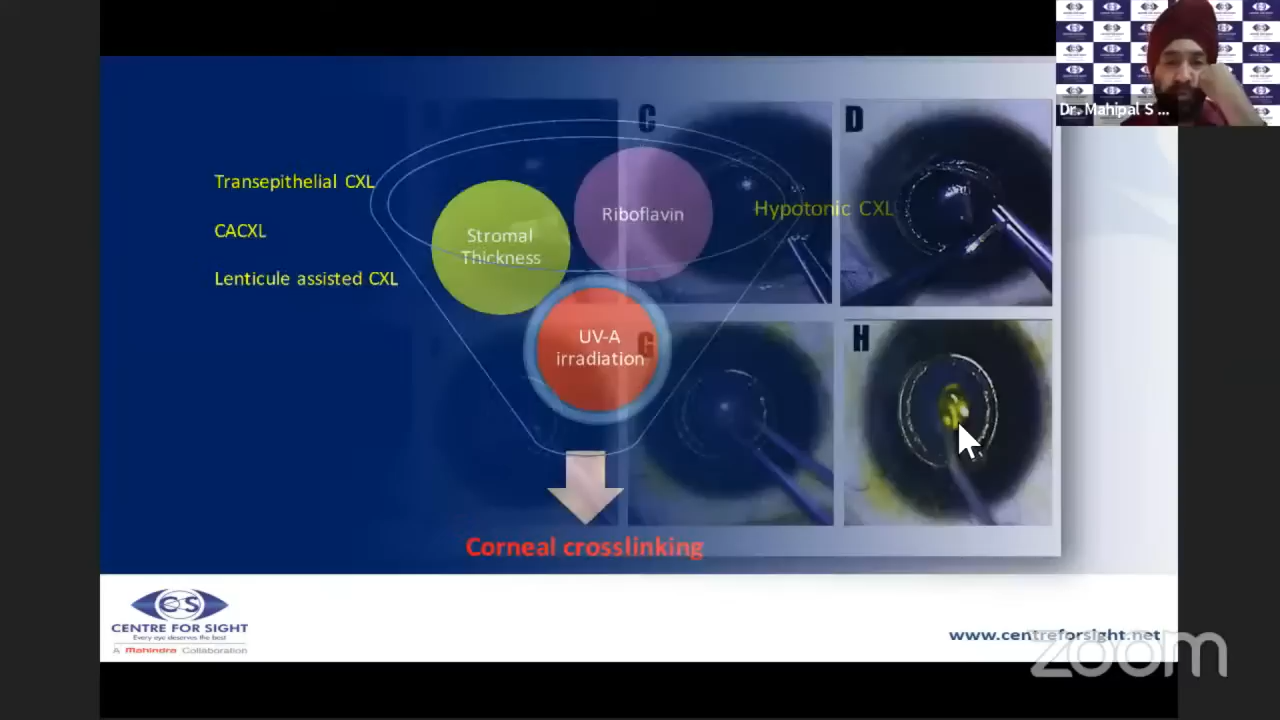 Dr. Mahipal S ...
C
D
Transepithelial CXL
CACXL
Lenticule assisted CXL
Stromal
Thickness
Riboflavin
Hypotonic CXL
UV-A
irradiation
G
H
Corneal crosslinking
CS
CENTRE FOR SIGHT
Every eye deserves the best
A Mahindra Collaboration
www.centreforsight.net
zoom